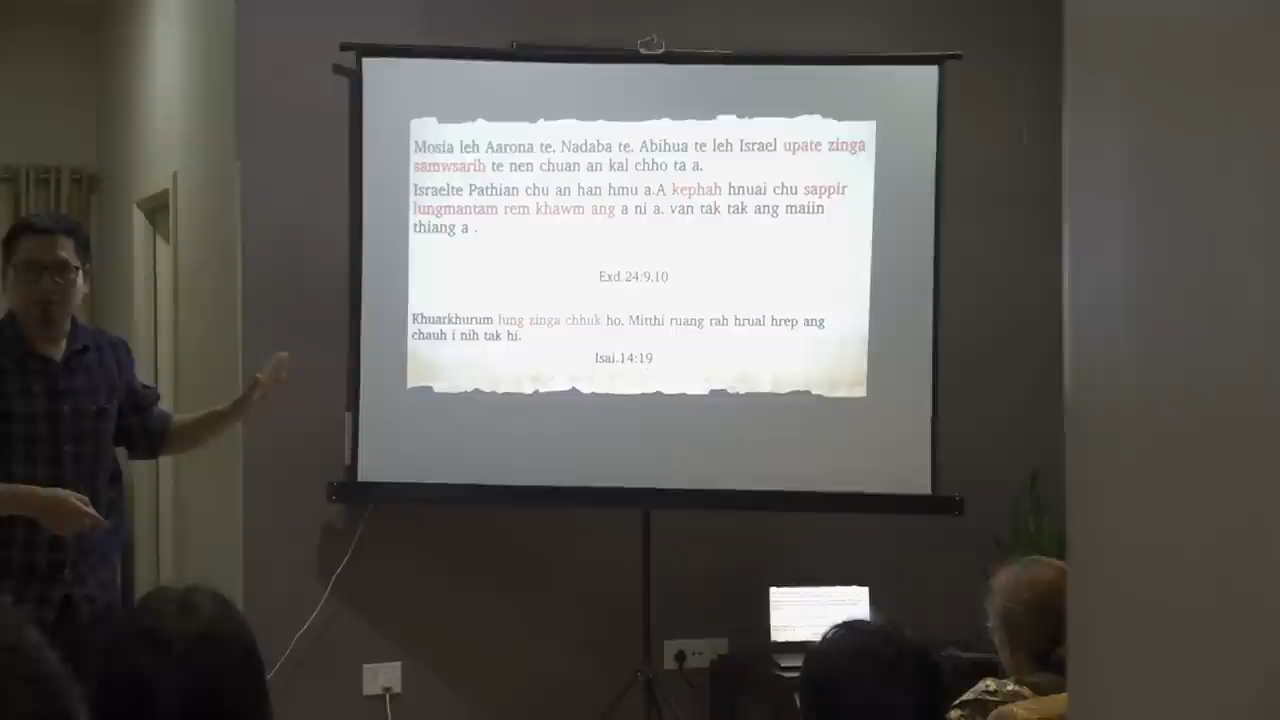 Mosia leh Aarona te. Nadaba te. Abihua te leh Israel upate zinga
samwsarih te nen chuan an kal chho ta a.
Israelte Pathian chu an han hmu a.A kephah hnuai chu sappir
lungmantam rem khawm ang a ni a. van tak tak ang maiin
thiang a .
Exd.24:9,10
Khuarkhurum lung zinga chhuk ho. Mitthi ruang rah hrual hrep ang
chauh i nih tak hi.
Isai.14:19